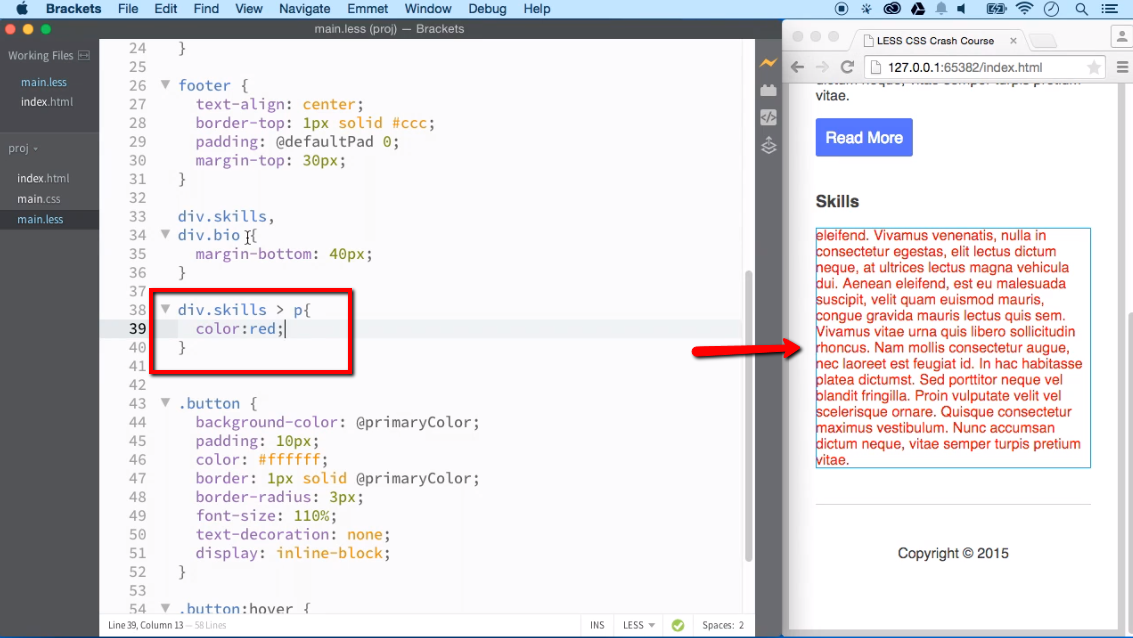 Brackets File Edit Find View Navigate Emmet Window Debug Help
main.less (proj) — Brackets
Working Files
main.less
index.html
proj
index.html
main.css
main.less
24 }
25
26 footer {
27 text-align: center;
28 border-top: 1px solid #ccc;
29 padding: @defaultPad 0;
30 margin-top: 30px;
31 }
32
33 div.skills,
34 div.bio {
35 margin-bottom: 40px;
36 }
37
38 div.skills > p{
39 color:red;
40 }
41
42
43 .button {
44 background-color: @primaryColor;
45 padding: 10px;
46 color: #ffffff;
47 border: 1px solid @primaryColor;
48 border-radius: 3px;
49 font-size: 110%;
50 text-decoration: none;
51 display: inline-block;
52 }
53
54 .button:hover {
Line 39, Column 13 — 58 Lines
INS LESS Spaces: 2
LESS CSS Crash Course
127.0.0.1:65382/index.html
vitae.
Read More
Skills
eleifend. Vivamus venenatis, nulla in
consectetur egestas, elit lectus dictum
neque, at ultrices lectus magna vehicula
dui. Aenean eleifend, est eu malesuada
suscipit, velit quam euismod mauris,
congue gravida mauris lectus quis sem.
Vivamus vitae urna quis libero sollicitudin
rhoncus. Nam mollis consectetur augue,
nec laoreet est feugiat id. In hac habitasse
platea dictumst. Sed porttitor neque vel
blandit fringilla. Proin vulputate velit vel
scelerisque ornare. Quisque consectetur
maximus vestibulum. Nunc accumsan
dictum neque, vitae semper turpis pretium
vitae.
Copyright © 2015